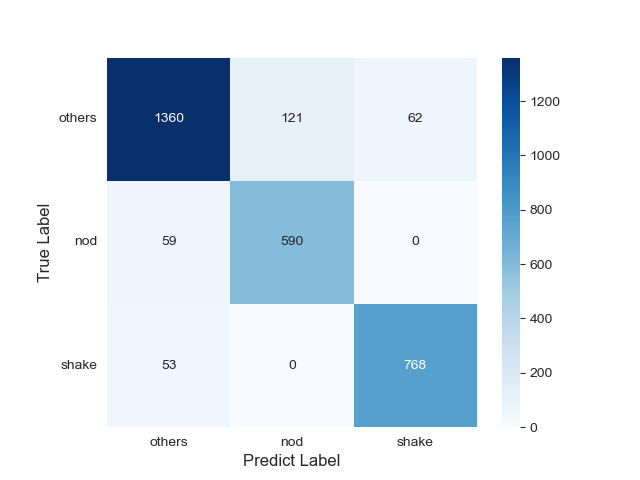 others 1360 121 62
nod 59 590 0
shake 53 0 768
others nod shake
Predict Label
True Label
1200
1000
800
600
400
200
0